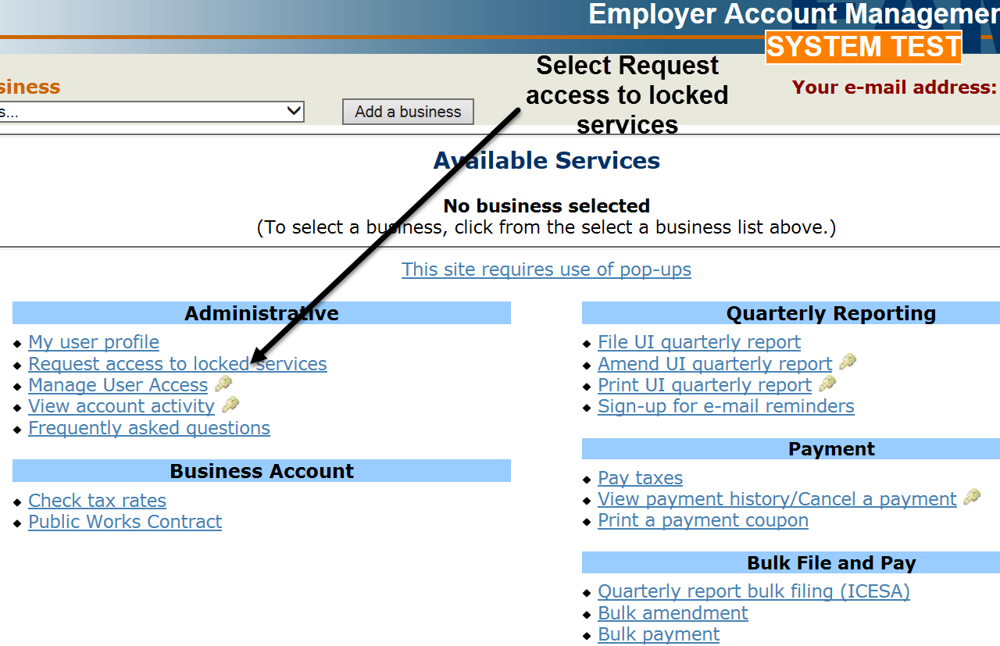 Employer Account Managemer
SYSTEM TEST
Select Request
access to locked
services
siness
Your e-mail address:
s...
Add a business
Available Services
No business selected
(To select a business, click from the select a business list above.)
This site requires use of pop-ups
Administrative
My user profile
Request access to locked services
Manage User Access
View account activity
Frequently asked questions
Business Account
Check tax rates
Public Works Contract
Quarterly Reporting
File UI quarterly report
Amend UI quarterly report
Print UI quarterly report
Sign-up for e-mail reminders
Payment
Pay taxes
View payment history/Cancel a payment
Print a payment coupon
Bulk File and Pay
Quarterly report bulk filing (ICESA)
Bulk amendment
Bulk payment